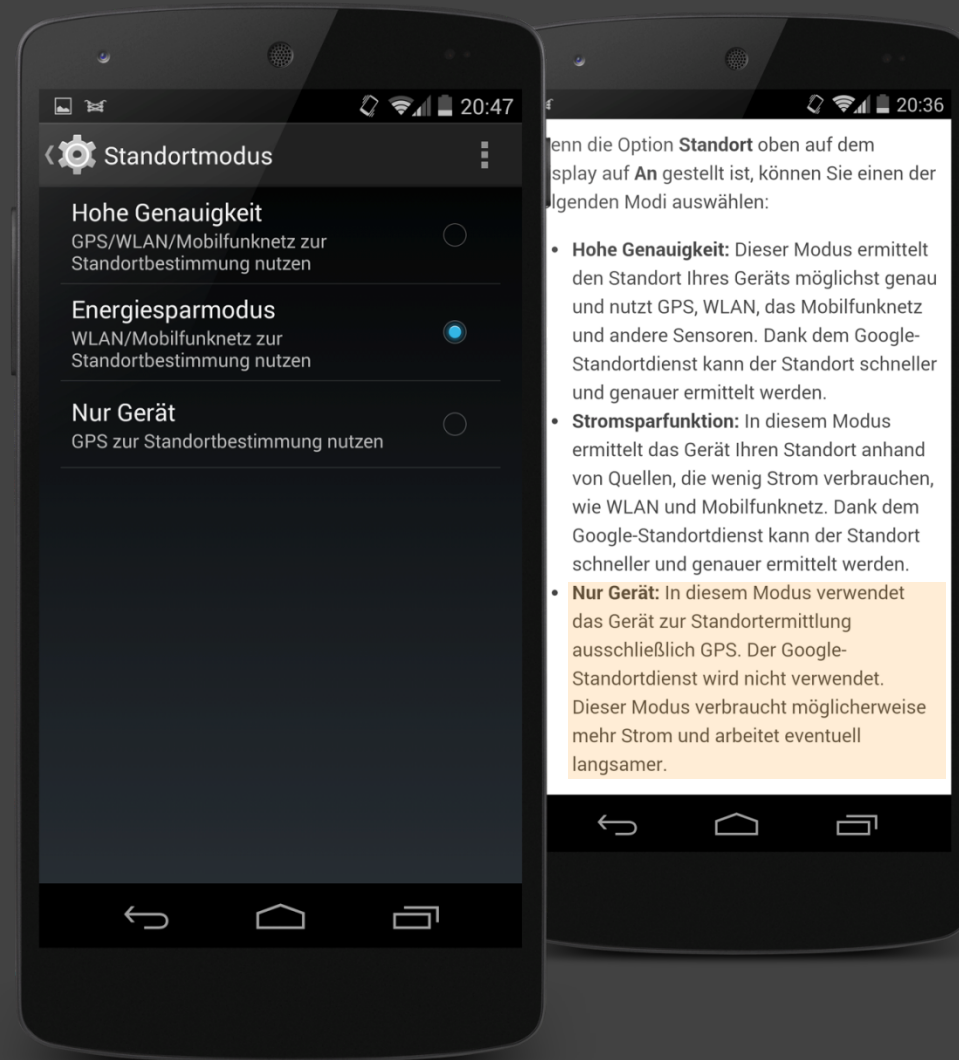 20:47
Standortmodus
Hohe Genauigkeit
GPS/WLAN/Mobilfunknetz zur
Standortbestimmung nutzen
Energiesparmodus
WLAN/Mobilfunknetz zur
Standortbestimmung nutzen
Nur Gerät
GPS zur Standortbestimmung nutzen
20:36
enn die Option Standort oben auf dem
splay auf An gestellt ist, können Sie einen der
lgenden Modi auswählen:
• Hohe Genauigkeit: Dieser Modus ermittelt
den Standort Ihres Geräts möglichst genau
und nutzt GPS, WLAN, das Mobilfunknetz
und andere Sensoren. Dank dem Google-
Standortdienst kann der Standort schneller
und genauer ermittelt werden.
• Stromsparfunktion: In diesem Modus
ermittelt das Gerät Ihren Standort anhand
von Quellen, die wenig Strom verbrauchen,
wie WLAN und Mobilfunknetz. Dank dem
Google-Standortdienst kann der Standort
schneller und genauer ermittelt werden.
• Nur Gerät: In diesem Modus verwendet
das Gerät zur Standortermittlung
ausschließlich GPS. Der Google-
Standortdienst wird nicht verwendet.
Dieser Modus verbraucht möglicherweise
mehr Strom und arbeitet eventuell
langsamer.